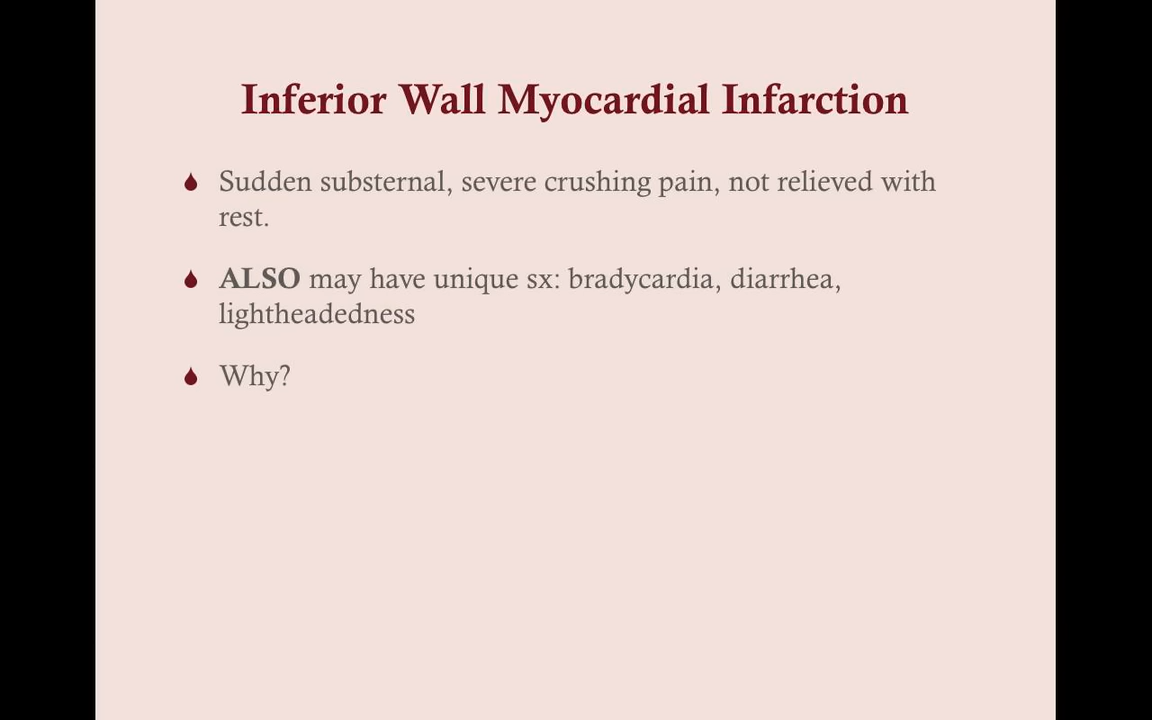 Inferior Wall Myocardial Infarction
Sudden substernal, severe crushing pain, not relieved with
rest.
ALSO may have unique sx: bradycardia, diarrhea,
lightheadedness
Why?